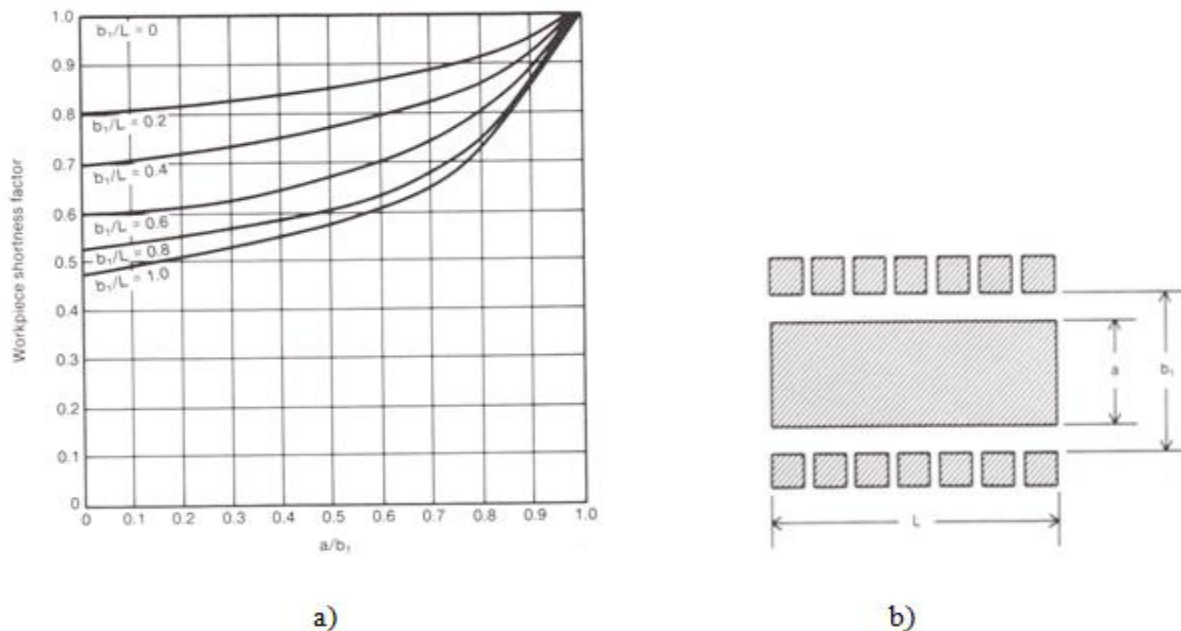 1.0
0.9
0.8
0.7
0.6
0.5
0.4
0.3
0.2
0.1
0
Workpiece shortness factor
b₁/L = 0
b₁/L = 0.2
b₁/L = 0.4
b₁/L = 0.6
b₁/L = 0.8
b₁/L = 1.0
0 0.1 0.2 0.3 0.4 0.5 0.6 0.7 0.8 0.9 1.0
a/b₁
a
b₁
L
a) b)